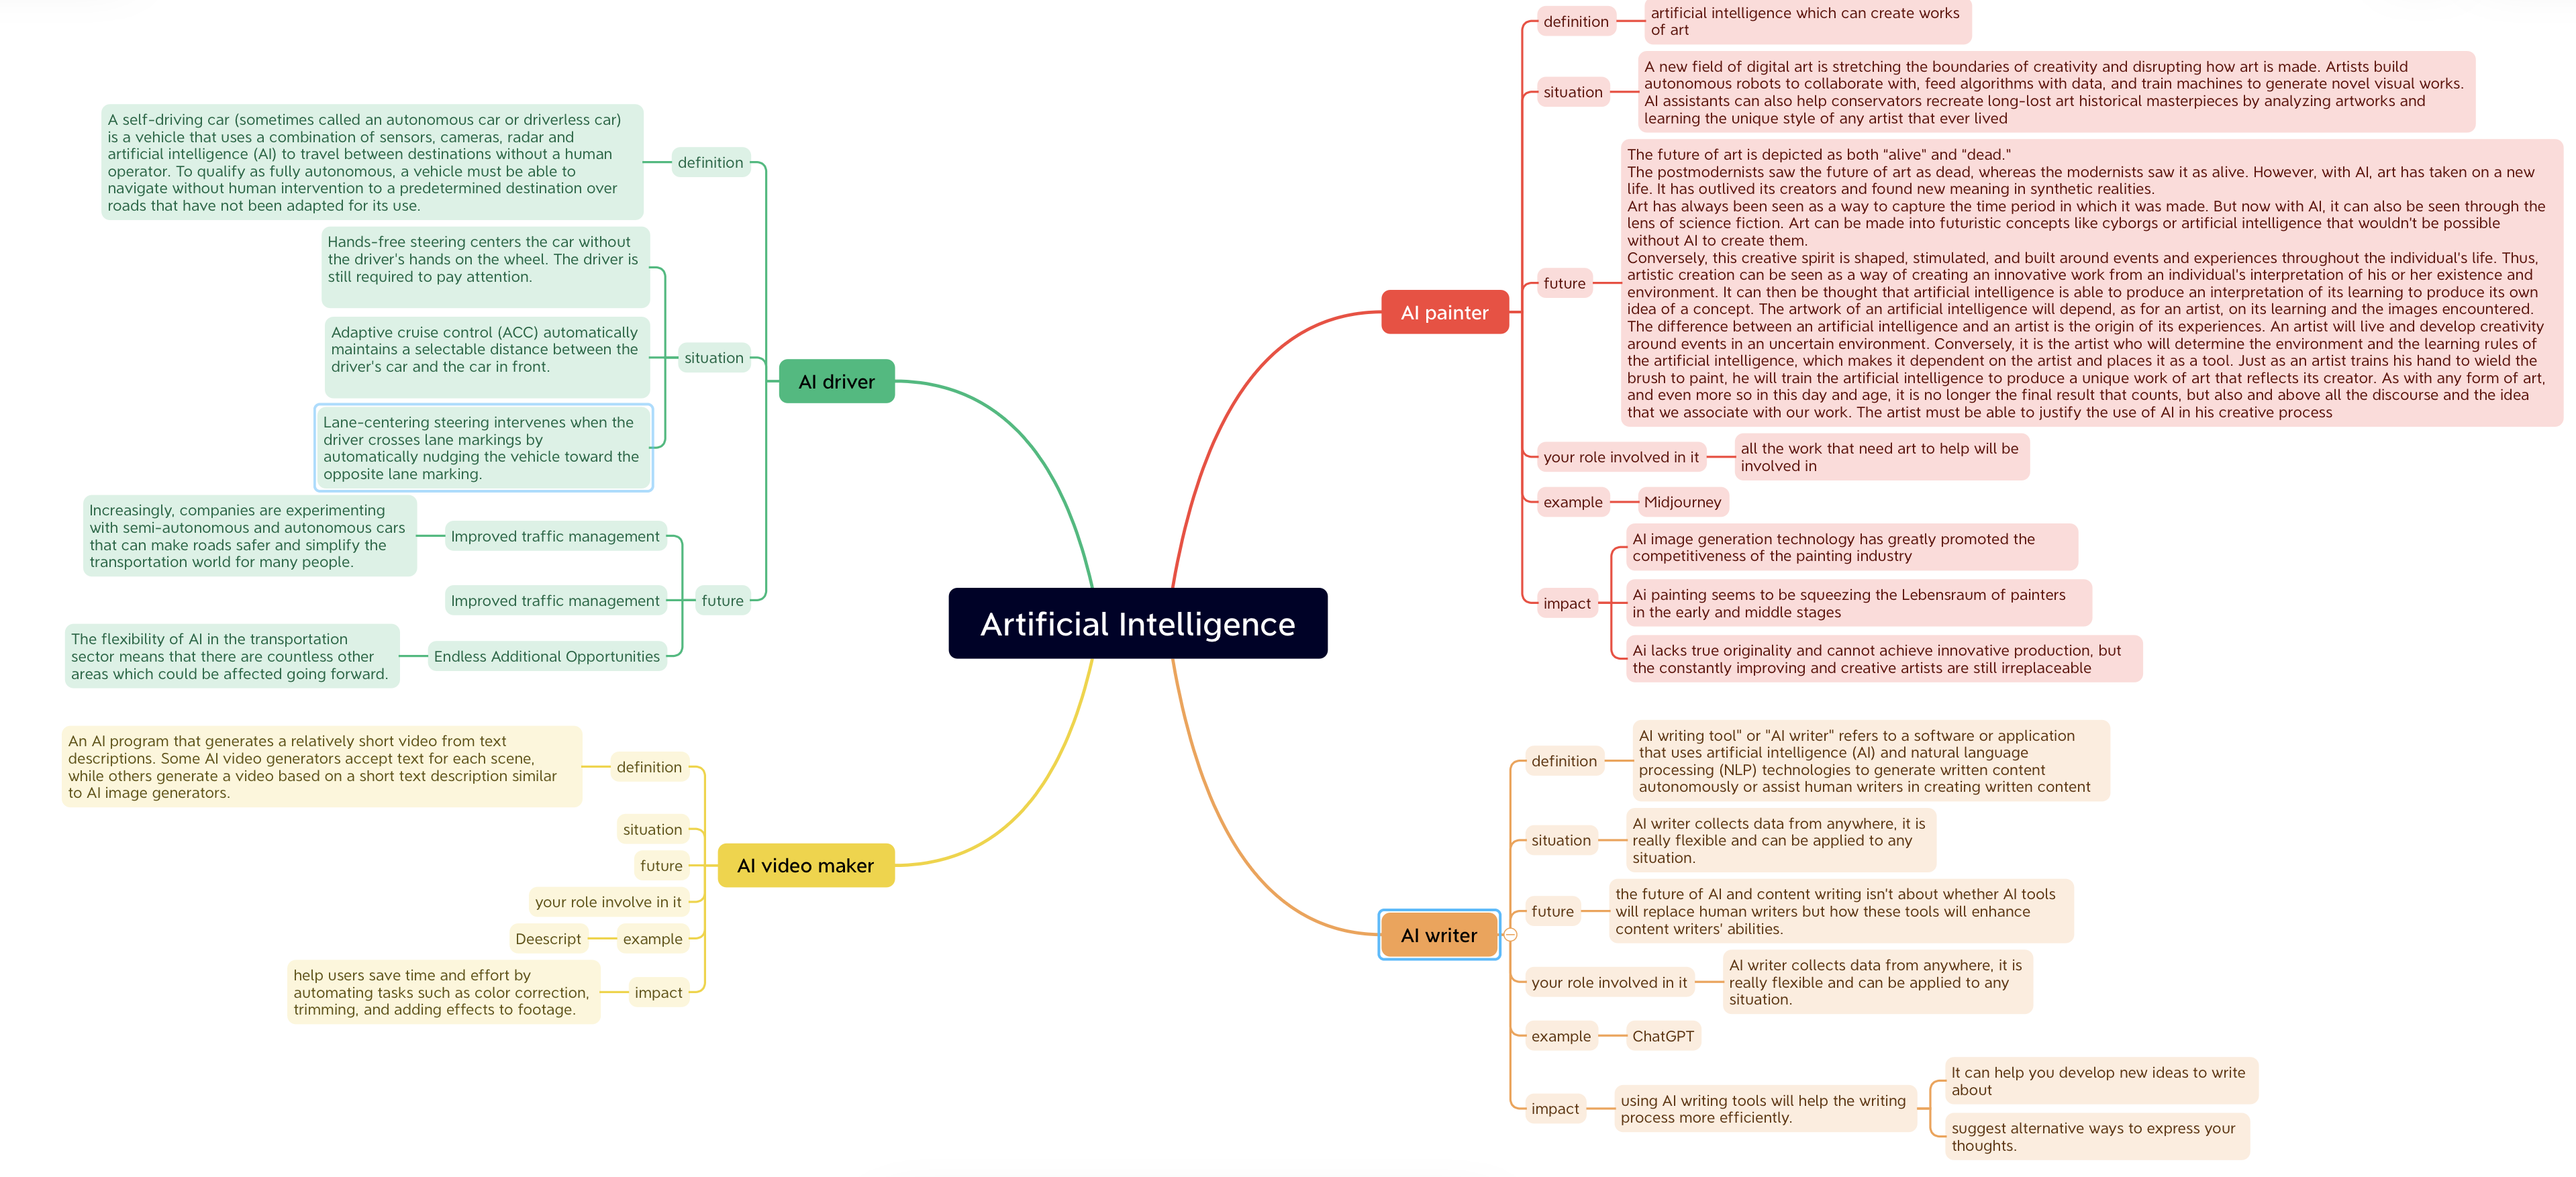 Artificial Intelligence
AI painter
definition
artificial intelligence which can create works
of art
situation
A new field of digital art is stretching the boundaries of creativity and disrupting how art is made. Artists build
autonomous robots to collaborate with, feed algorithms with data, and train machines to generate novel visual works.
AI assistants can also help conservators recreate long-lost art historical masterpieces by analyzing artworks and
learning the unique style of any artist that ever lived
future
The future of art is depicted as both "alive" and "dead."
The postmodernists saw the future of art as dead, whereas the modernists saw it as alive. However, with AI, art has taken on a new
life. It has outlived its creators and found new meaning in synthetic realities.
Art has always been seen as a way to capture the time period in which it was made. But now with AI, it can also be seen through the
lens of science fiction. Art can be made into futuristic concepts like cyborgs or artificial intelligence that wouldn't be possible
without AI to create them.
Conversely, this creative spirit is shaped, stimulated, and built around events and experiences throughout the individual's life. Thus,
artistic creation can be seen as a way of creating an innovative work from an individual's interpretation of his or her existence and
environment. It can then be thought that artificial intelligence is able to produce an interpretation of its learning to produce its own
idea of a concept. The artwork of an artificial intelligence will depend, as for an artist, on its learning and the images encountered.
The difference between an artificial intelligence and an artist is the origin of its experiences. An artist will live and develop creativity
around events in an uncertain environment. Conversely, it is the artist who will determine the environment and the learning rules of
the artificial intelligence, which makes it dependent on the artist and places it as a tool. Just as an artist trains his hand to wield the
brush to paint, he will train the artificial intelligence to produce a unique work of art that reflects its creator. As with any form of art,
and even more so in this day and age, it is no longer the final result that counts, but also and above all the discourse and the idea
that we associate with our work. The artist must be able to justify the use of AI in his creative process
your role involved in it
all the work that need art to help will be
involved in
example
Midjourney
impact
AI image generation technology has greatly promoted the
competitiveness of the painting industry
Ai painting seems to be squeezing the Lebensraum of painters
in the early and middle stages
Ai lacks true originality and cannot achieve innovative production, but
the constantly improving and creative artists are still irreplaceable
AI writer
definition
AI writing tool" or "AI writer" refers to a software or application
that uses artificial intelligence (AI) and natural language
processing (NLP) technologies to generate written content
autonomously or assist human writers in creating written content
situation
AI writer collects data from anywhere, it is
really flexible and can be applied to any
situation.
future
the future of AI and content writing isn't about whether AI tools
will replace human writers but how these tools will enhance
content writers' abilities.
your role involved in it
AI writer collects data from anywhere, it is
really flexible and can be applied to any
situation.
example
ChatGPT
impact
using AI writing tools will help the writing
process more efficiently.
It can help you develop new ideas to write
about
suggest alternative ways to express your
thoughts.
AI driver
definition
A self-driving car (sometimes called an autonomous car or driverless car)
is a vehicle that uses a combination of sensors, cameras, radar and
artificial intelligence (AI) to travel between destinations without a human
operator. To qualify as fully autonomous, a vehicle must be able to
navigate without human intervention to a predetermined destination over
roads that have not been adapted for its use.
situation
Hands-free steering centers the car without
the driver's hands on the wheel. The driver is
still required to pay attention.
Adaptive cruise control (ACC) automatically
maintains a selectable distance between the
driver's car and the car in front.
Lane-centering steering intervenes when the
driver crosses lane markings by
automatically nudging the vehicle toward the
opposite lane marking.
future
Improved traffic management
Increasingly, companies are experimenting
with semi-autonomous and autonomous cars
that can make roads safer and simplify the
transportation world for many people.
Improved traffic management
Endless Additional Opportunities
The flexibility of AI in the transportation
sector means that there are countless other
areas which could be affected going forward.
AI video maker
definition
An AI program that generates a relatively short video from text
descriptions. Some AI video generators accept text for each scene,
while others generate a video based on a short text description similar
to AI image generators.
situation
future
your role involve in it
example
Deescript
impact
help users save time and effort by
automating tasks such as color correction,
trimming, and adding effects to footage.